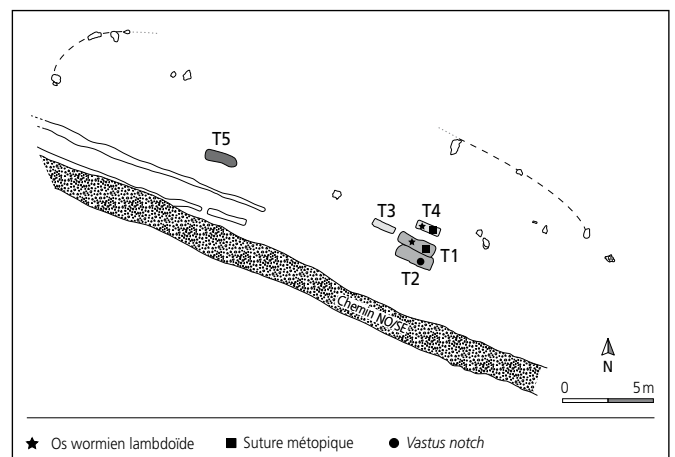 T5
T3
T4
T1
T2
Chemin NO/SE
N
0 5 m
Os wormien lambdoïde Suture métopique Vastus notch